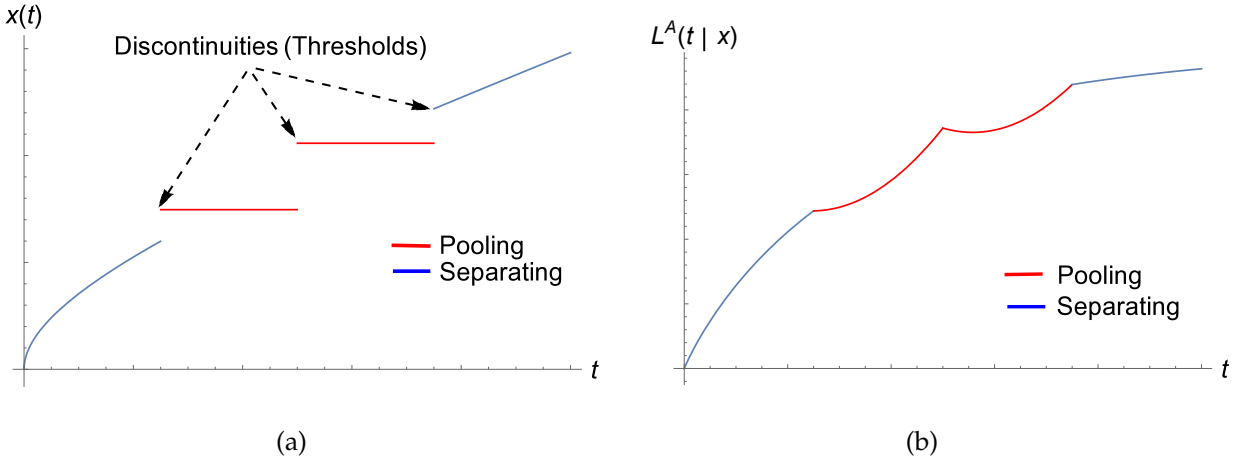 x(t)
Discontinuities (Thresholds)
Pooling
Separating
t
(a)
L^A(t | x)
Pooling
Separating
t
(b)